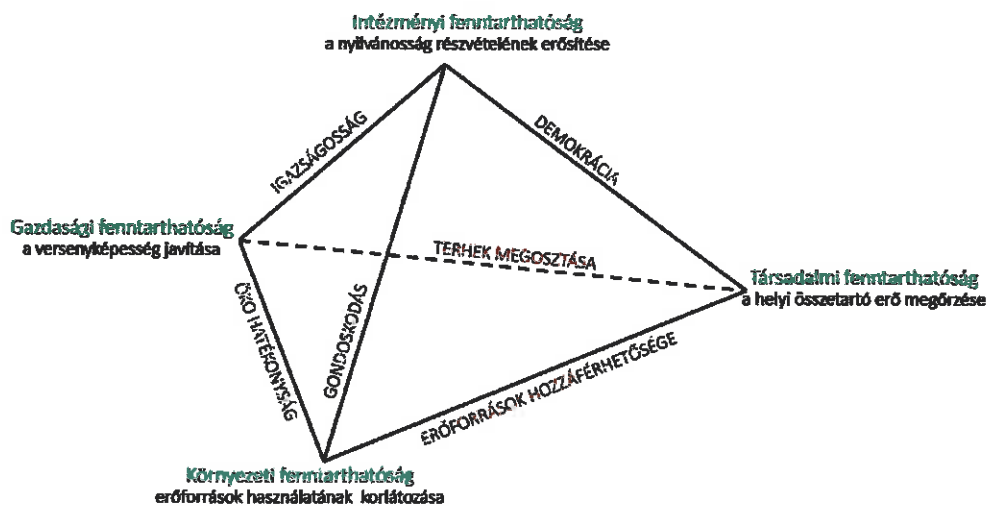 Intézményi fenntarthatóság
a nyilvánosság részvételének erősítése
IGAZSÁGOSSÁG
DEMOKRÁCIA
Gazdasági fenntarthatóság
a versenyképesség javítása
TERHEK MEGOSZTÁSA
Társadalmi fenntarthatóság
a helyi összetartó erő megőrzése
ÖKO HATÉKONYSÁG
GONDOSKODÁS
ERŐFORRÁSOK HOZZÁFÉRHETŐSÉGE
Környezeti fenntarthatóság
erőforrások használatának korlátozása